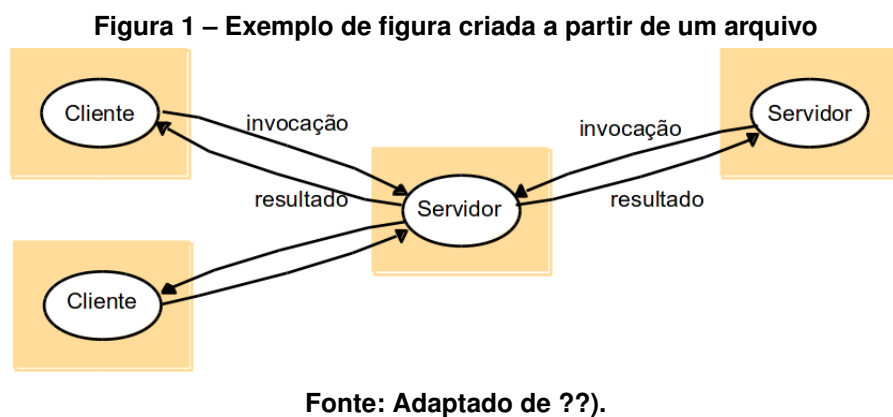 Figura 1 – Exemplo de figura criada a partir de um arquivo
Cliente
invocação
resultado
Servidor
invocação
resultado
Servidor
Cliente
Fonte: Adaptado de ??).